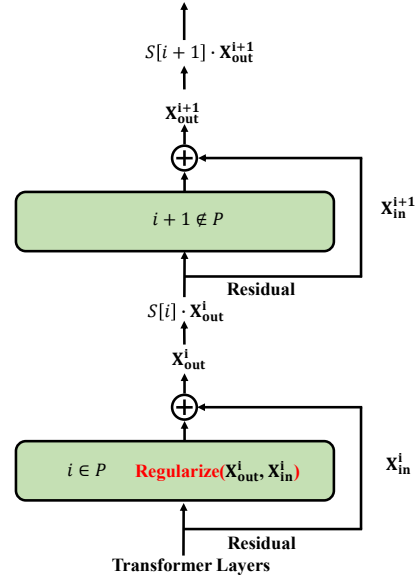 S[i + 1] · X_out^{i+1}
X_out^{i+1}
i + 1 ∉ P
X_in^{i+1}
Residual
S[i] · X_out^i
X_out^i
i ∈ P Regularize(X_out^i, X_in^i)
X_in^i
Residual
Transformer Layers